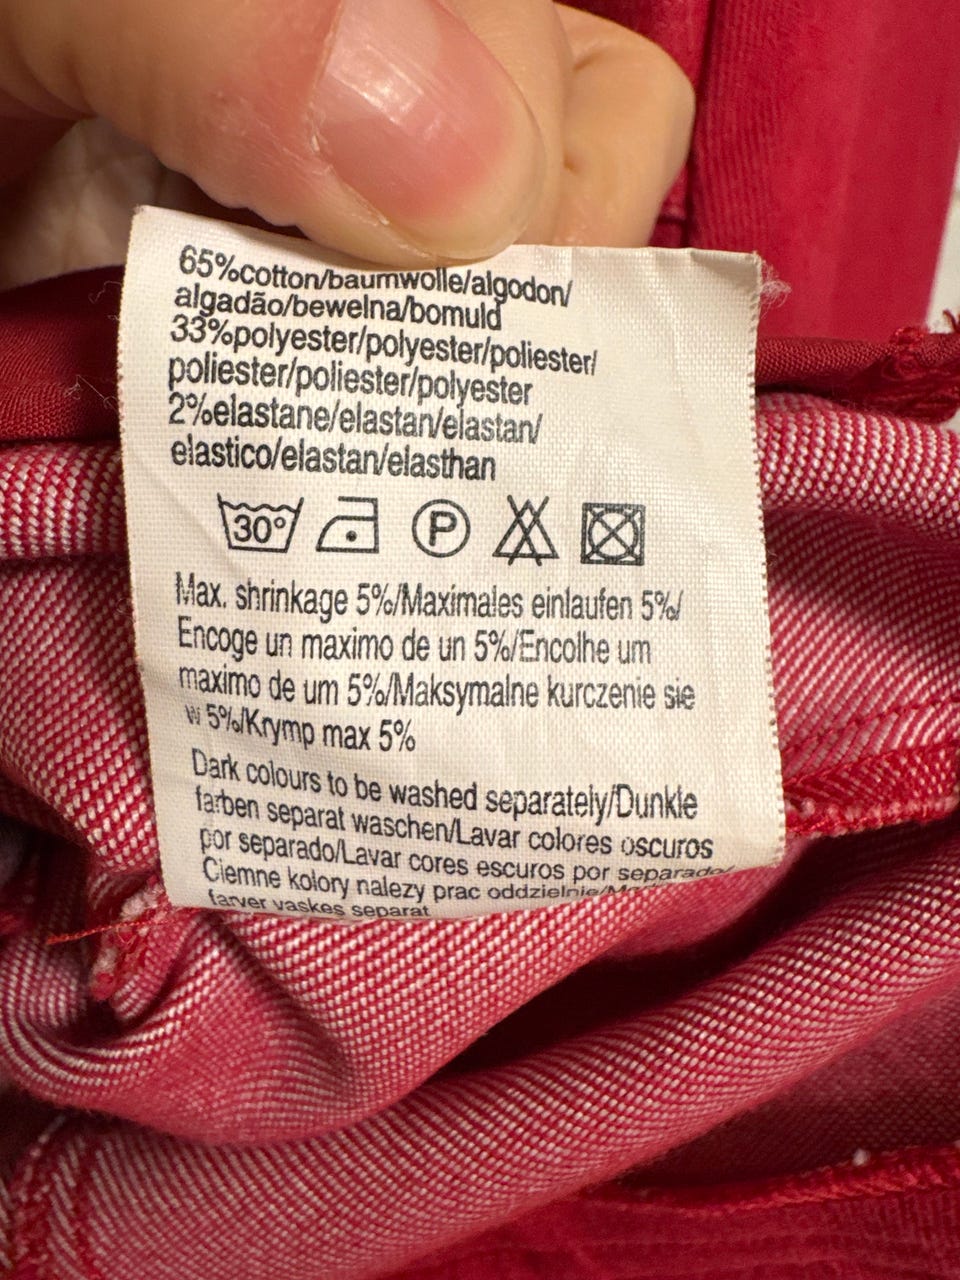 65%cotton/baumwolle/algodon/
algadão/bewelna/bomuld
33%polyester/polyester/poliester/
poliester/poliester/polyester
2%elastane/elastan/elastan/
elastico/elastan/elasthan
30° P
Max. shrinkage 5%/Maximales einlaufen 5%/
Encoge un maximo de un 5%/Encolhe um
maximo de um 5%/Maksymalne kurczenie sie
w 5%/Krymp max 5%
Dark colours to be washed separately/Dunkle
farben separat waschen/Lavar colores oscuros
por separado/Lavar cores escuros por separado/
Ciemne kolory nalezy prac oddzielnie/
farver vaskes separat